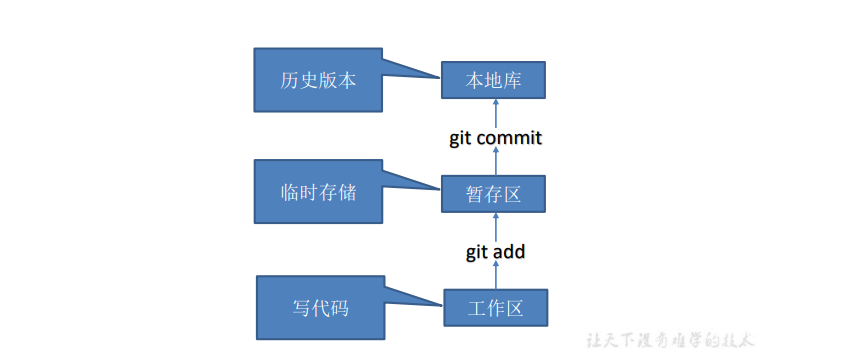 历史版本
本地库
git commit
临时存储
暂存区
git add
写代码
工作区
让天下没有难学的技术